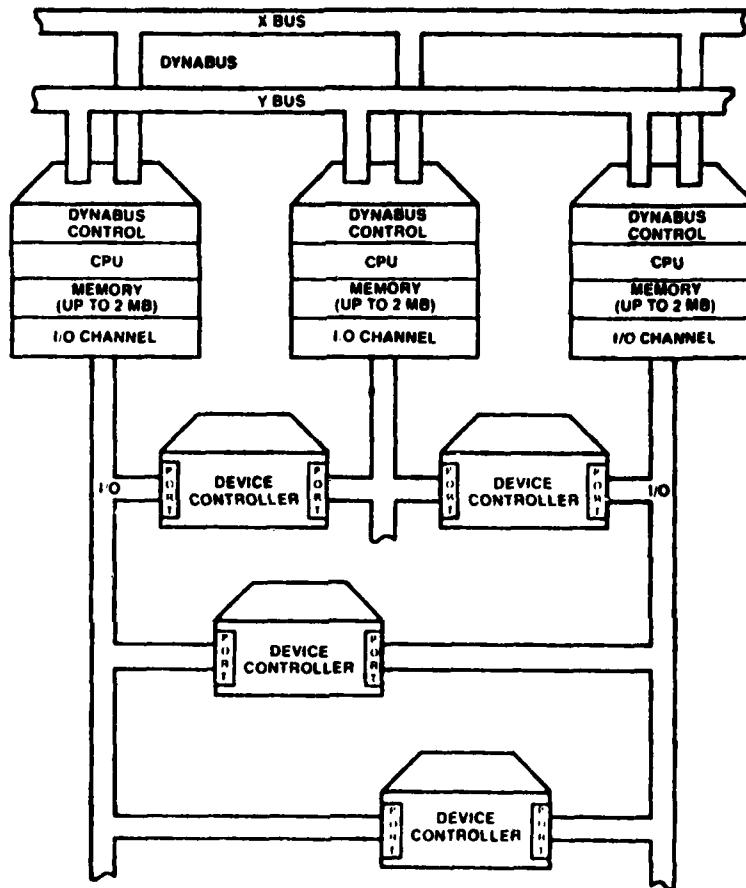 X BUS
DYNABUS
Y BUS
DYNABUS
CONTROL
CPU
MEMORY
(UP TO 2 MB)
I/O CHANNEL
DYNABUS
CONTROL
CPU
MEMORY
(UP TO 2 MB)
I/O CHANNEL
DYNABUS
CONTROL
CPU
MEMORY
(UP TO 2 MB)
I/O CHANNEL
I/O
PORT
DEVICE
CONTROLLER
PORT
PORT
DEVICE
CONTROLLER
PORT
I/O
PORT
DEVICE
CONTROLLER
PORT
PORT
DEVICE
CONTROLLER
PORT